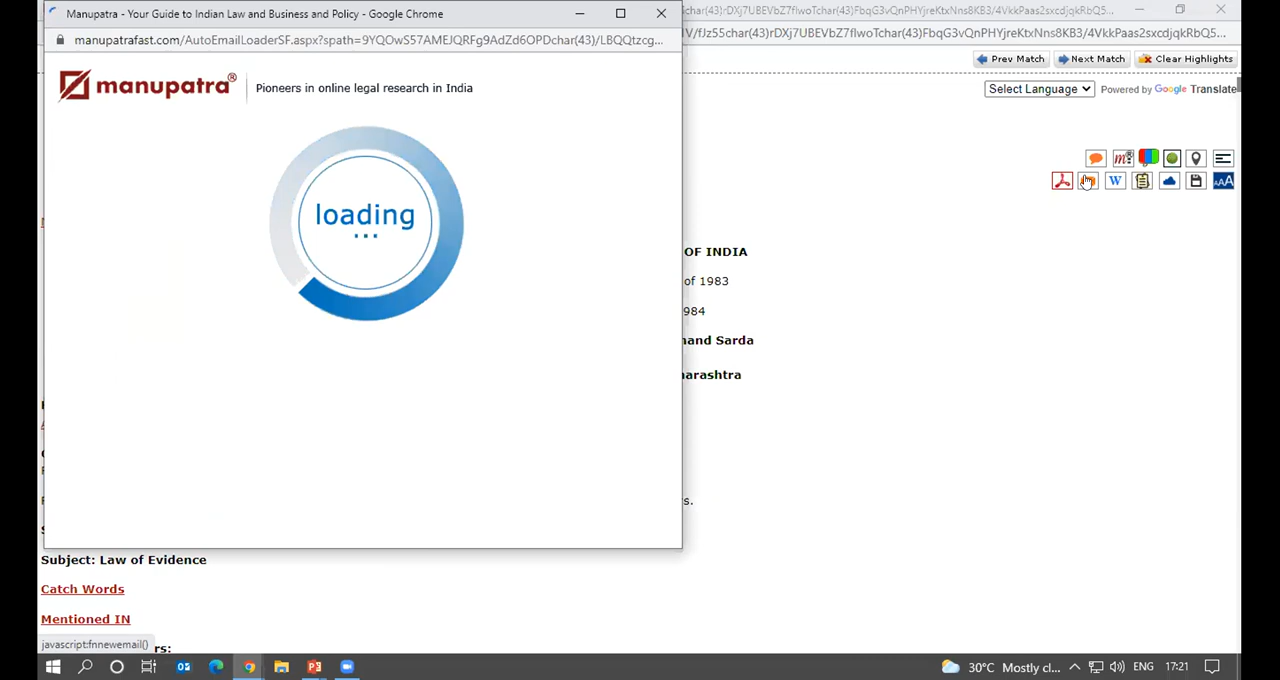 Manupatra - Your Guide to Indian Law and Business and Policy - Google Chrome
manupatrafast.com/AutoEmailLoaderSF.aspx?spath=9YQOwS57AMEJQRFg9AdZd6OPDchar(43)/LBQQtzcg...
Prev Match Next Match Clear Highlights
manupatra® Pioneers in online legal research in India
Select Language Powered by Google Translate
loading
...
OF INDIA
of 1983
984
hand Sarda
arashtra
s.
Subject: Law of Evidence
Catch Words
Mentioned IN
javascript:fnnewemail() rs:
30°C Mostly cl... ENG 17:21